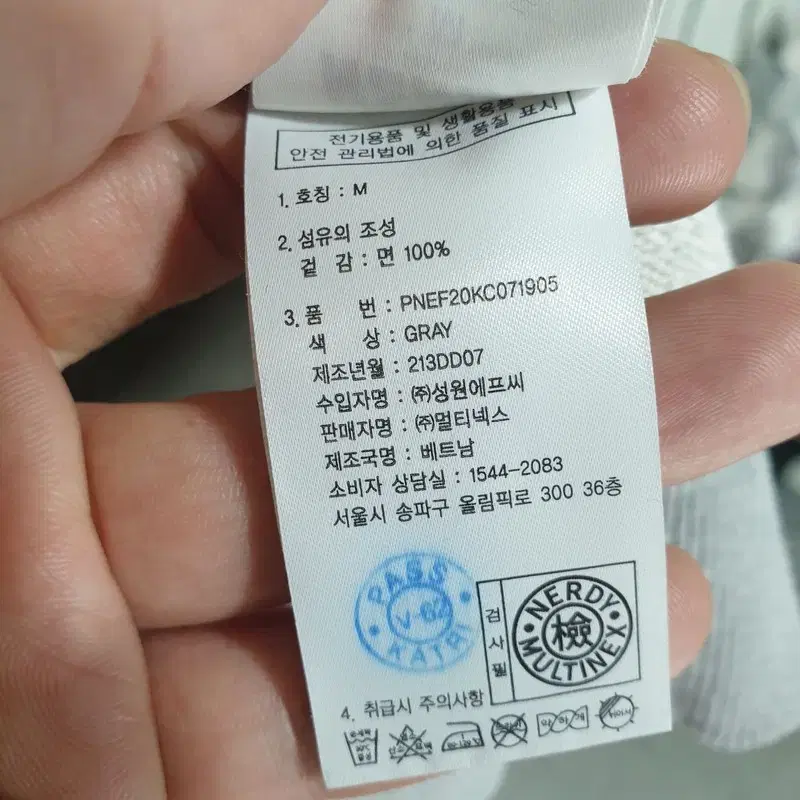 전기용품 및 생활용품
안전 관리법에 의한 품질 표시
1. 호칭 : M
2. 섬유의 조성
겉 감 : 면 100%
3. 품 번 : PNEF20KC071905
색 상 : GRAY
제조년월 : 213DD07
수입자명 : ㈜성원에프씨
판매자명 : ㈜멀티넥스
제조국명 : 베트남
소비자 상담실 : 1544-2083
서울시 송파구 올림픽로 300 36층
PASS
V-62
KATRI
검사필
NERDY
檢
MULTINEX
4. 취급시 주의사항